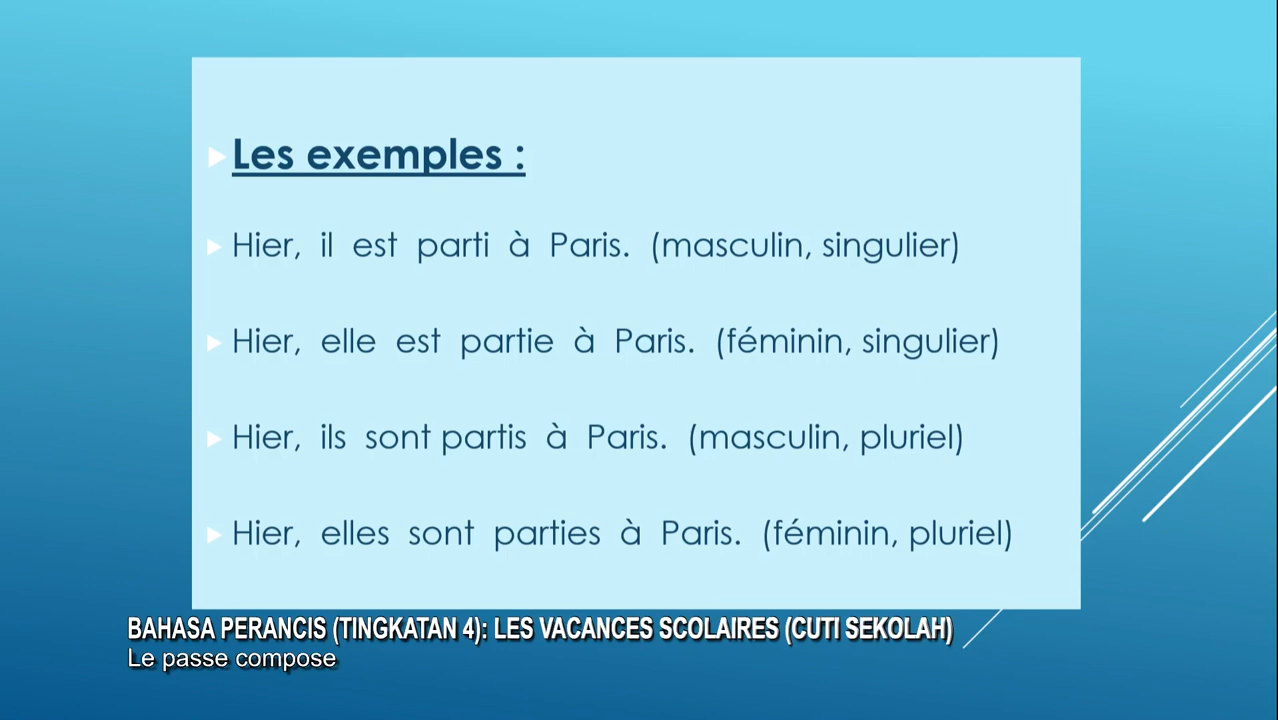 Les exemples :
Hier, il est parti à Paris. (masculin, singulier)
Hier, elle est partie à Paris. (féminin, singulier)
Hier, ils sont partis à Paris. (masculin, pluriel)
Hier, elles sont parties à Paris. (féminin, pluriel)
BAHASA PERANCIS (TINGKATAN 4): LES VACANCES SCOLAIRES (CUTI SEKOLAH)
Le passe compose